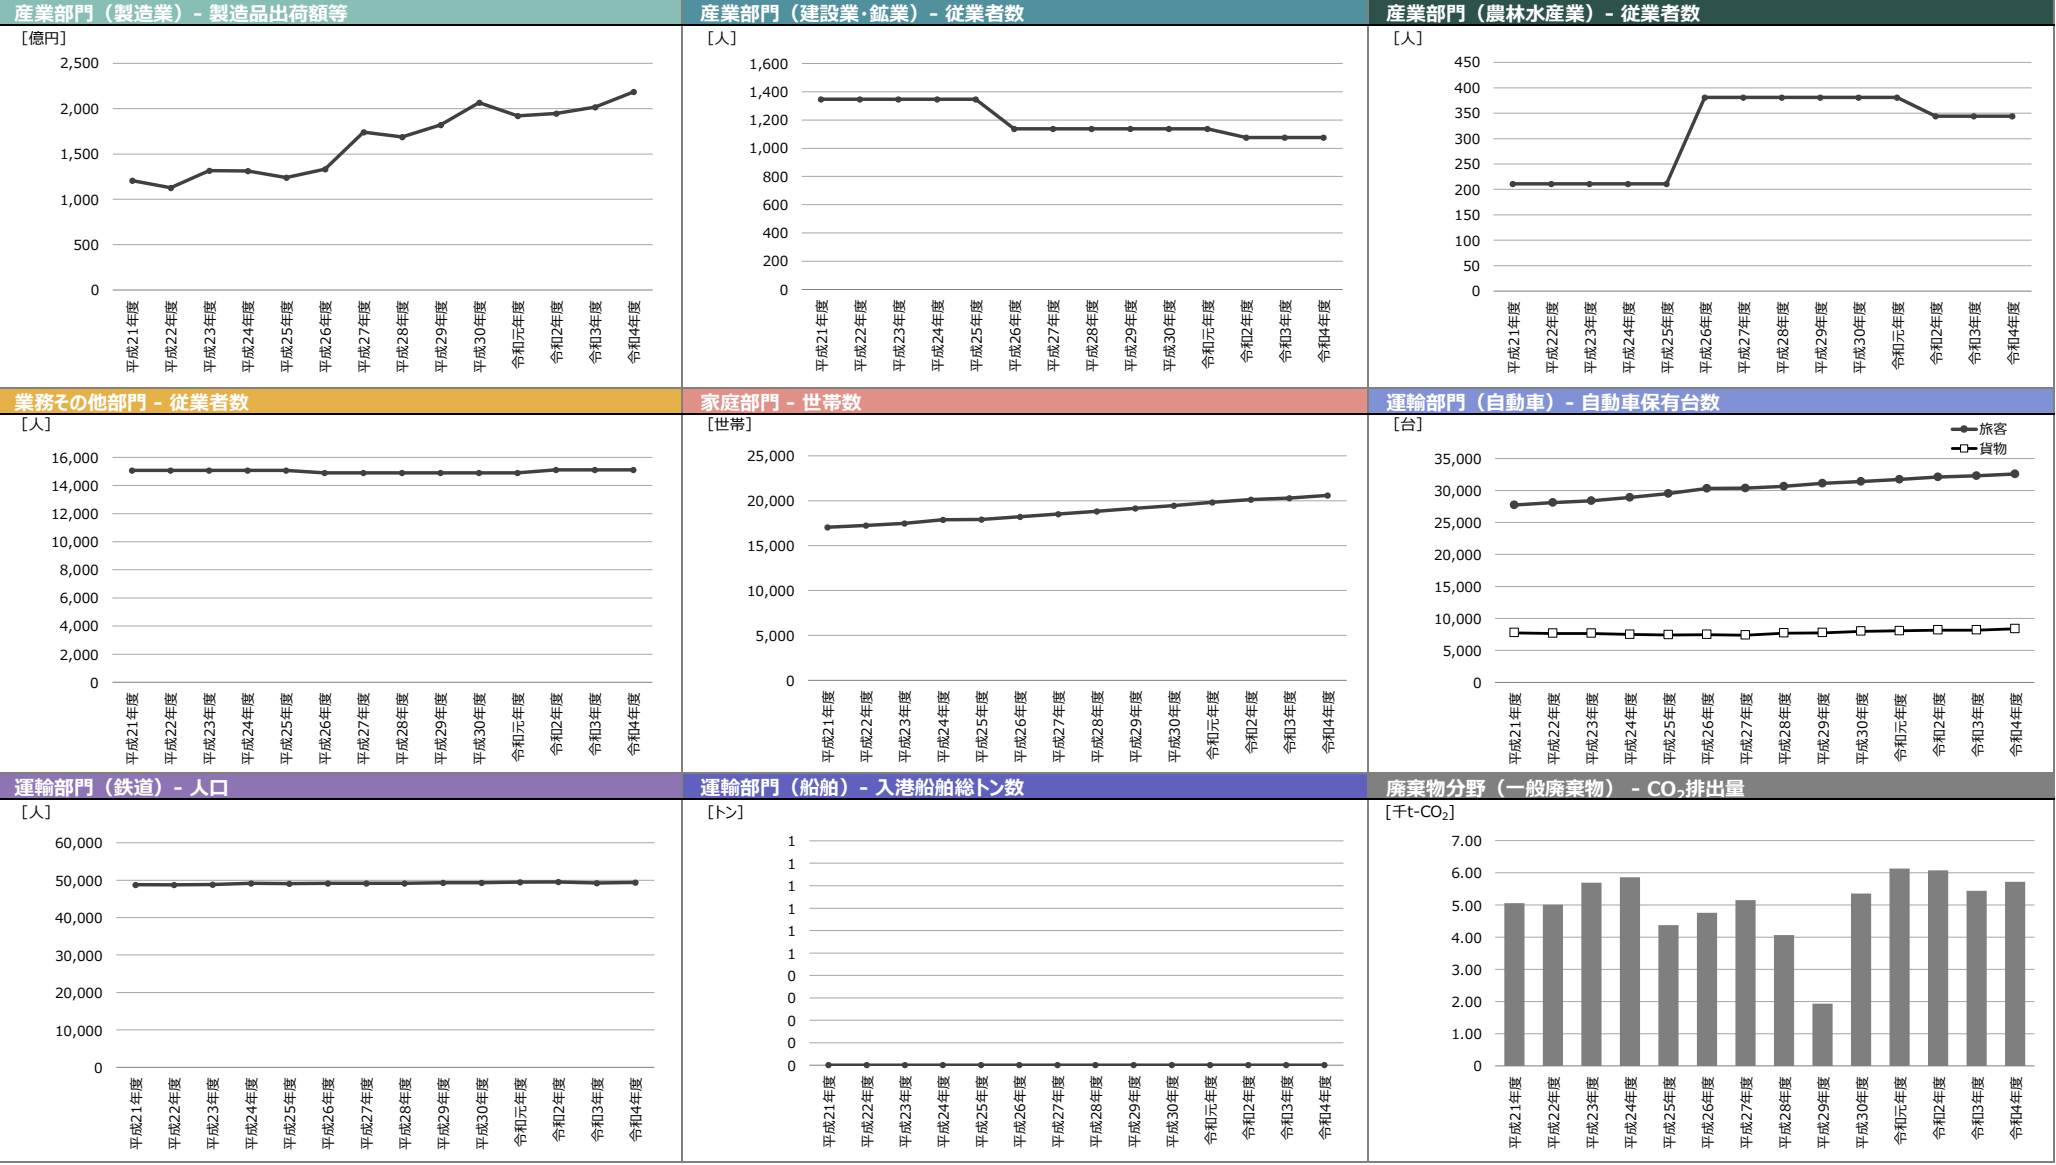 産業部門（製造業）- 製造品出荷額等
[億円]
2,500
2,000
1,500
1,000
500
0
平成21年度
平成22年度
平成23年度
平成24年度
平成25年度
平成26年度
平成27年度
平成28年度
平成29年度
平成30年度
令和元年度
令和2年度
令和3年度
令和4年度
産業部門（建設業･鉱業）- 従業者数
[人]
1,600
1,400
1,200
1,000
800
600
400
200
0
平成21年度
平成22年度
平成23年度
平成24年度
平成25年度
平成26年度
平成27年度
平成28年度
平成29年度
平成30年度
令和元年度
令和2年度
令和3年度
令和4年度
産業部門（農林水産業）- 従業者数
[人]
450
400
350
300
250
200
150
100
50
0
平成21年度
平成22年度
平成23年度
平成24年度
平成25年度
平成26年度
平成27年度
平成28年度
平成29年度
平成30年度
令和元年度
令和2年度
令和3年度
令和4年度
業務その他部門 - 従業者数
[人]
16,000
14,000
12,000
10,000
8,000
6,000
4,000
2,000
0
平成21年度
平成22年度
平成23年度
平成24年度
平成25年度
平成26年度
平成27年度
平成28年度
平成29年度
平成30年度
令和元年度
令和2年度
令和3年度
令和4年度
家庭部門 - 世帯数
[世帯]
25,000
20,000
15,000
10,000
5,000
0
平成21年度
平成22年度
平成23年度
平成24年度
平成25年度
平成26年度
平成27年度
平成28年度
平成29年度
平成30年度
令和元年度
令和2年度
令和3年度
令和4年度
運輸部門（自動車）- 自動車保有台数
[台]
旅客
貨物
35,000
30,000
25,000
20,000
15,000
10,000
5,000
0
平成21年度
平成22年度
平成23年度
平成24年度
平成25年度
平成26年度
平成27年度
平成28年度
平成29年度
平成30年度
令和元年度
令和2年度
令和3年度
令和4年度
運輸部門（鉄道）- 人口
[人]
60,000
50,000
40,000
30,000
20,000
10,000
0
平成21年度
平成22年度
平成23年度
平成24年度
平成25年度
平成26年度
平成27年度
平成28年度
平成29年度
平成30年度
令和元年度
令和2年度
令和3年度
令和4年度
運輸部門（船舶）- 入港船舶総トン数
[トン]
1
1
1
1
1
1
0
0
0
0
0
平成21年度
平成22年度
平成23年度
平成24年度
平成25年度
平成26年度
平成27年度
平成28年度
平成29年度
平成30年度
令和元年度
令和2年度
令和3年度
令和4年度
廃棄物分野（一般廃棄物） - CO₂排出量
[千t-CO₂]
7.00
6.00
5.00
4.00
3.00
2.00
1.00
0
平成21年度
平成22年度
平成23年度
平成24年度
平成25年度
平成26年度
平成27年度
平成28年度
平成29年度
平成30年度
令和元年度
令和2年度
令和3年度
令和4年度